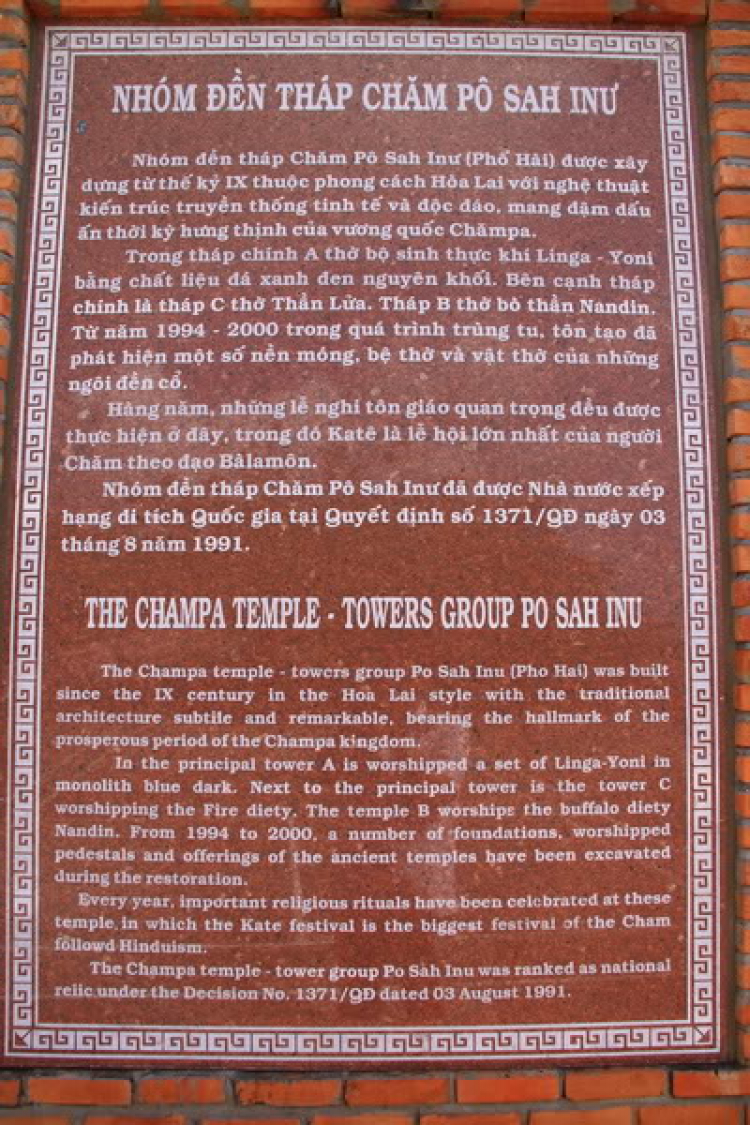 NHÓM ĐỀN THÁP CHĂM PÔ SAH INƯ
Nhóm đền tháp Chăm Pô Sah Inư (Phố Hài) được xây
dựng từ thế kỷ IX thuộc phong cách Hòa Lai với nghệ thuật
kiến trúc truyền thống tinh tế và độc đáo, mang đậm dấu
ấn thời kỳ hưng thịnh của vương quốc Chămpa.
Trong tháp chính A thờ bộ sinh thực khí Linga - Yoni
bằng chất liệu đá xanh đen nguyên khối. Bên cạnh tháp
chính là tháp C thờ Thần Lửa. Tháp B thờ bò thần Nandin.
Từ năm 1994 - 2000 trong quá trình trùng tu, tôn tạo đã
phát hiện một số nền móng, bệ thờ và vật thờ của những
ngôi đền cổ.
Hàng năm, những lễ nghi tôn giáo quan trọng đều được
thực hiện ở đây, trong đó Katê là lễ hội lớn nhất của người
Chăm theo đạo Bàlamôn.
Nhóm đền tháp Chăm Pô Sah Inư đã được Nhà nước xếp
hạng di tích Quốc gia tại Quyết định số 1371/QĐ ngày 03
tháng 8 năm 1991.
THE CHAMPA TEMPLE - TOWERS GROUP PO SAH INU
The Champa temple - towers group Po Sah Inu (Pho Hai) was built
since the IX century in the Hoa Lai style with the traditional
architecture subtile and remarkable, bearing the hallmark of the
prosperous period of the Champa kingdom.
In the principal tower A is worshipped a set of Linga-Yoni in
monolith blue dark. Next to the principal tower is the tower C
worshipping the Fire diety. The temple B worships the buffalo diety
Nandin. From 1994 to 2000, a number of foundations, worshipped
pedestals and offerings of the ancient temples have been excavated
during the restoration.
Every year, important religious rituals have been celebrated at these
temple, in which the Kate festival is the biggest festival of the Cham
followd Hinduism.
The Champa temple - tower group Po Sah Inu was ranked as national
relic under the Decision No. 1371/QĐ dated 03 August 1991.